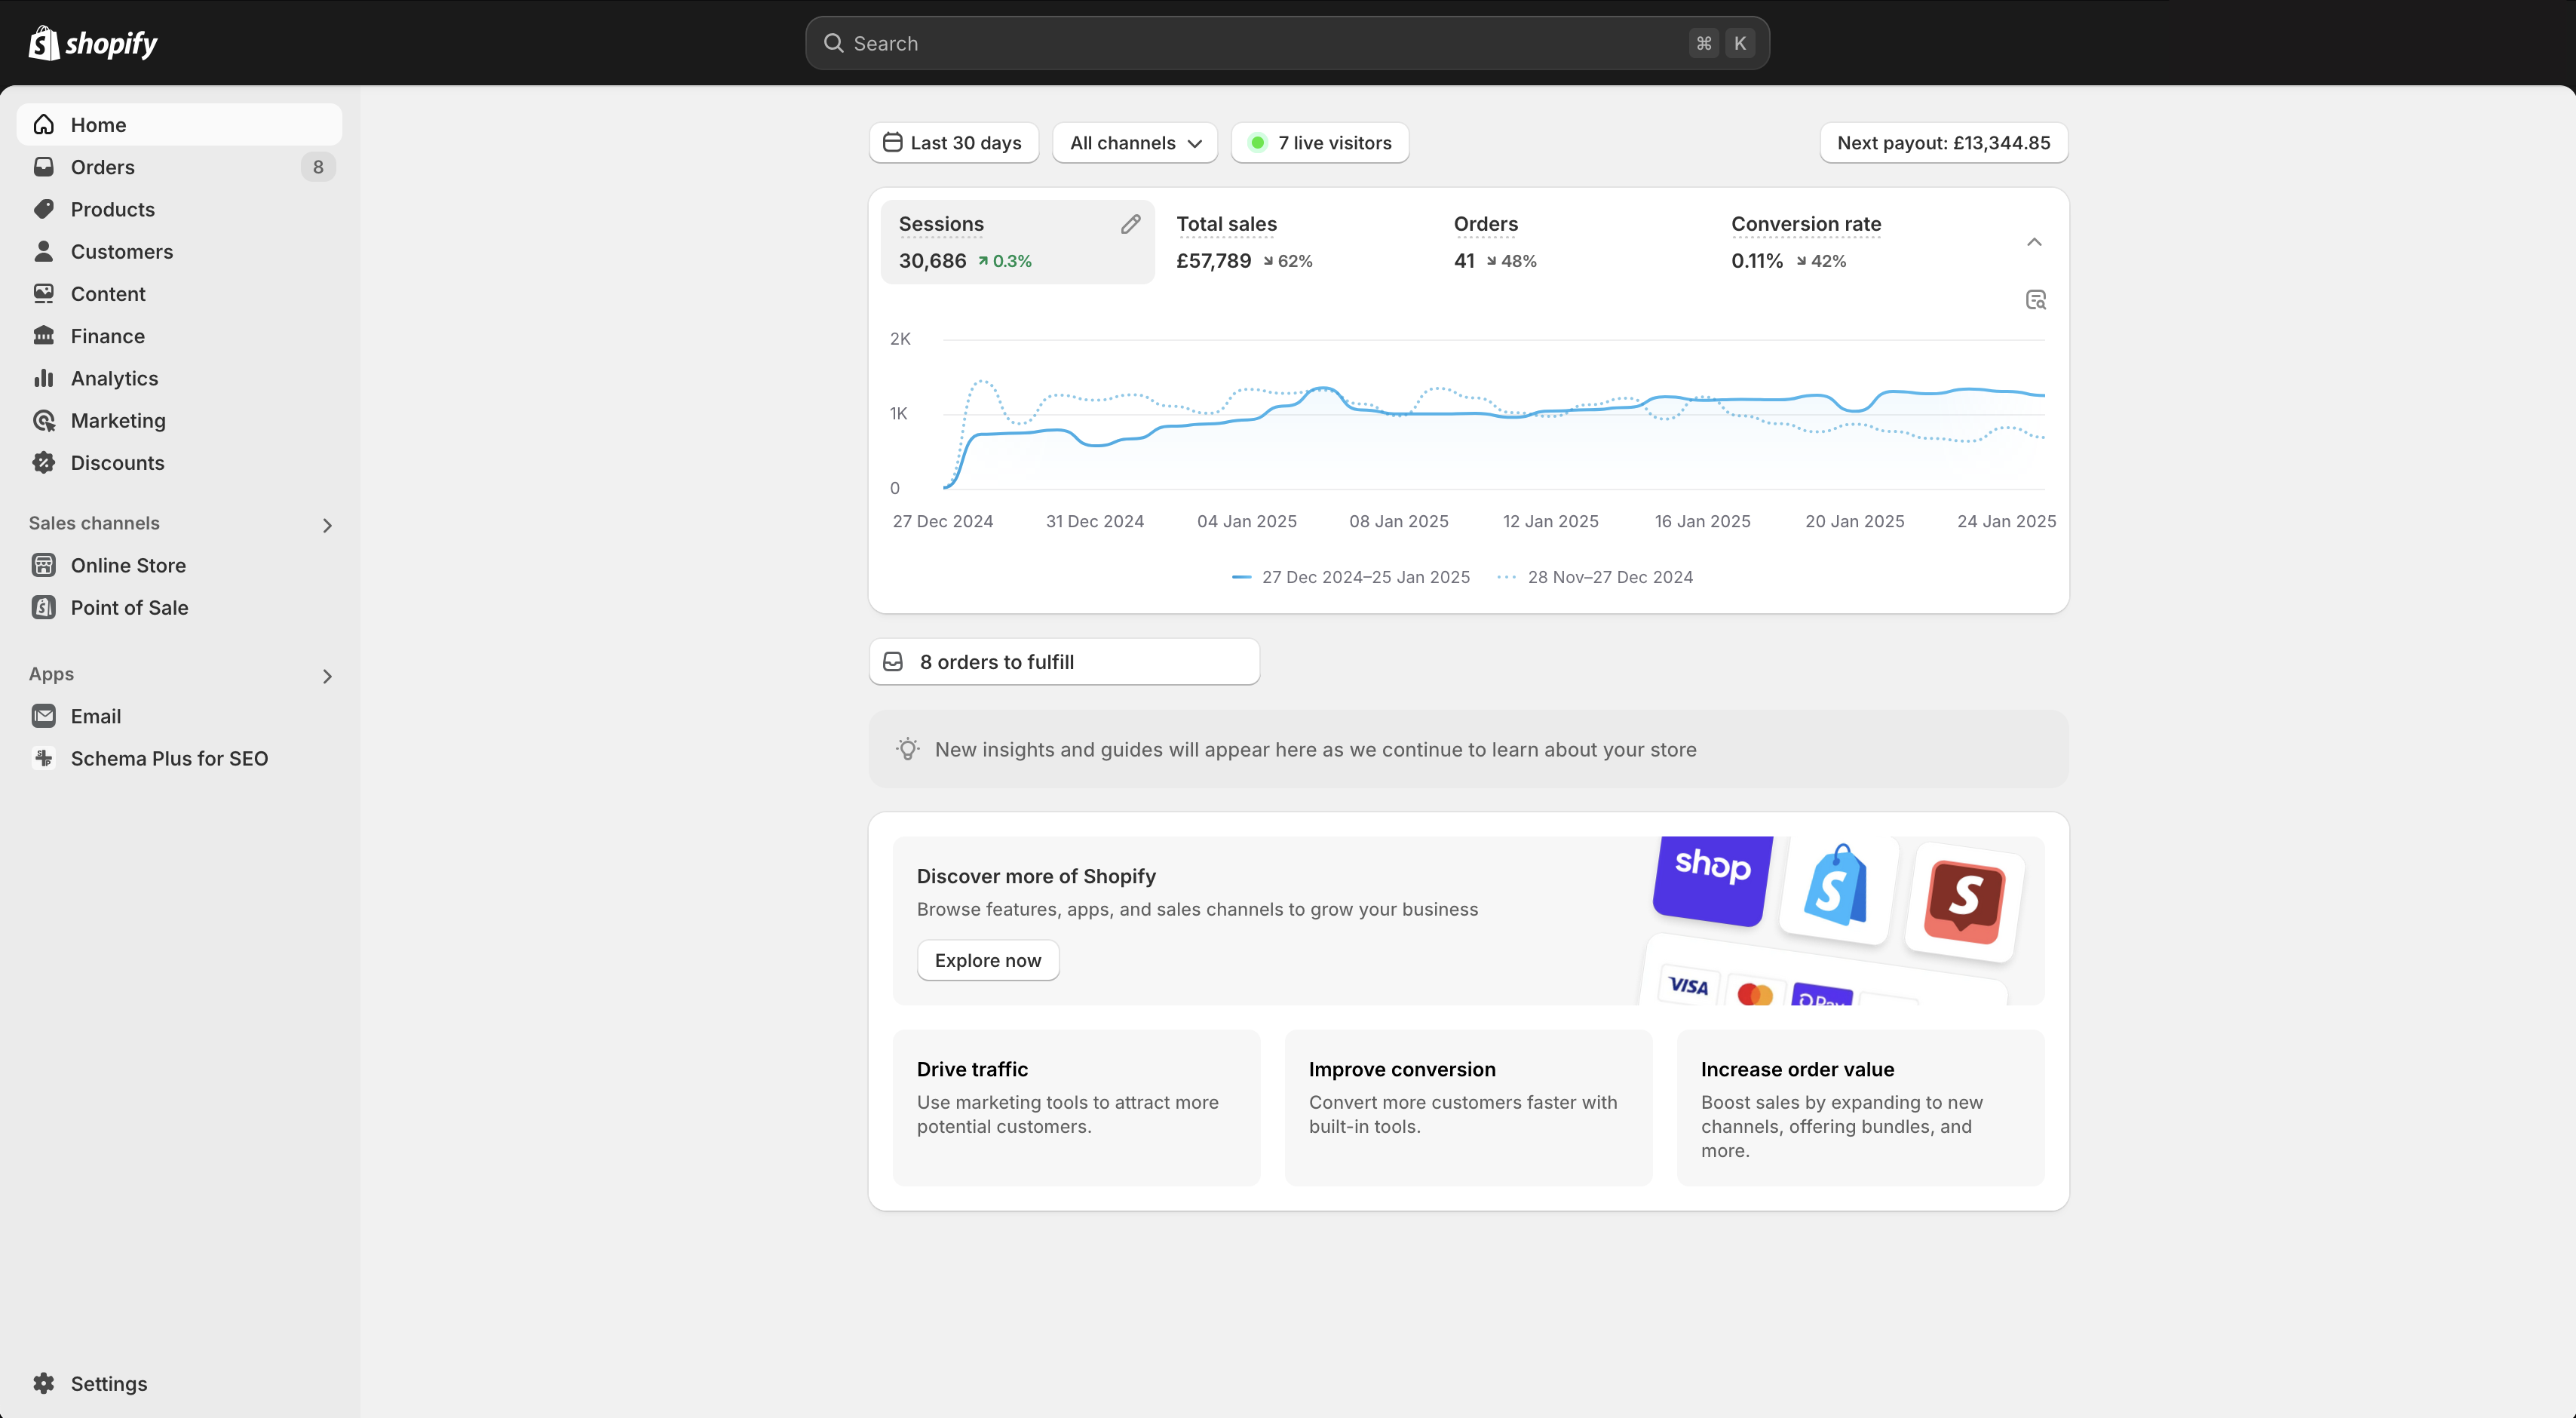 shopify
Search ⌘ K
Home
Orders 8
Products
Customers
Content
Finance
Analytics
Marketing
Discounts
Sales channels
Online Store
Point of Sale
Apps
Email
Schema Plus for SEO
Settings
Last 30 days
All channels
7 live visitors
Next payout: £13,344.85
Sessions
30,686 0.3%
Total sales
£57,789 62%
Orders
41 48%
Conversion rate
0.11% 42%
2K
1K
0
27 Dec 2024 31 Dec 2024 04 Jan 2025 08 Jan 2025 12 Jan 2025 16 Jan 2025 20 Jan 2025 24 Jan 2025
27 Dec 2024–25 Jan 2025 28 Nov–27 Dec 2024
8 orders to fulfill
New insights and guides will appear here as we continue to learn about your store
Discover more of Shopify
Browse features, apps, and sales channels to grow your business
Explore now
shop
S
S
VISA
Pay
Drive traffic
Use marketing tools to attract more
potential customers.
Improve conversion
Convert more customers faster with
built-in tools.
Increase order value
Boost sales by expanding to new
channels, offering bundles, and
more.